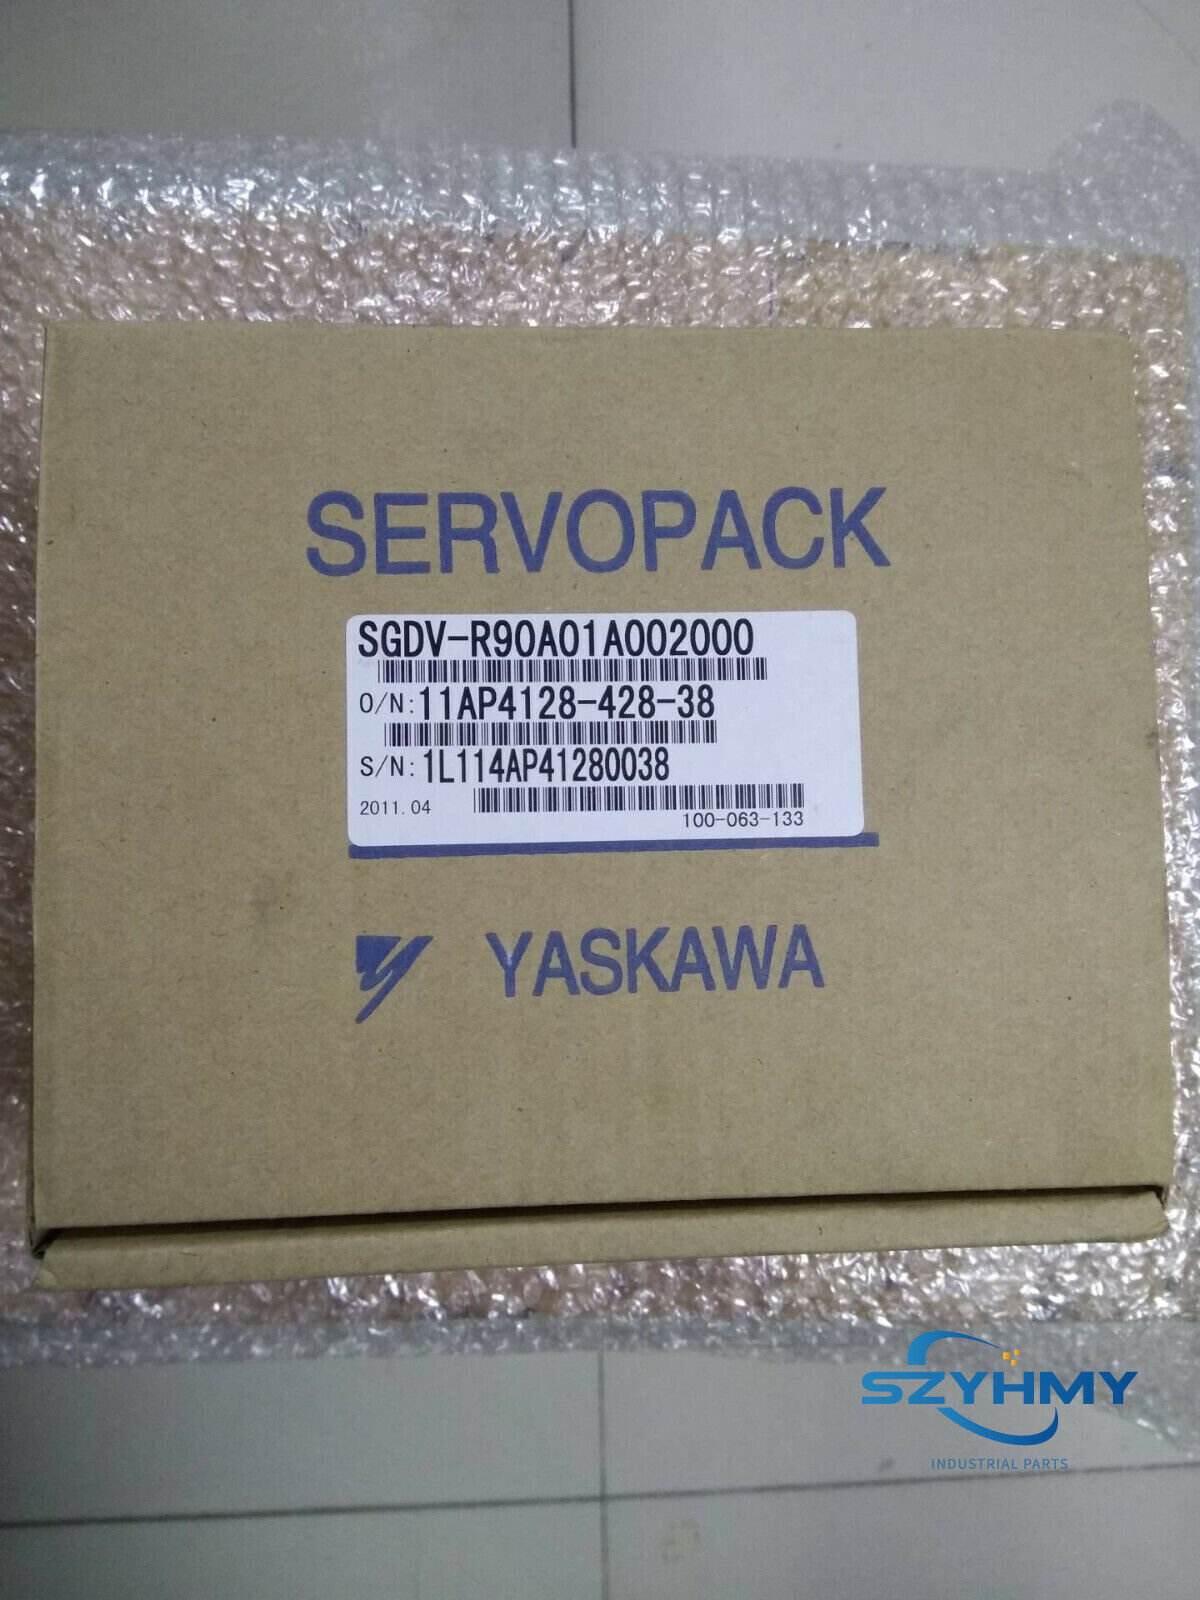 SERVOPACK
SGDV-R90A01A002000
O/N: 11AP4128-428-38
S/N: 1L114AP41280038
2011.04
100-063-133
YASKAWA
SZYHMY
INDUSTRIAL PARTS